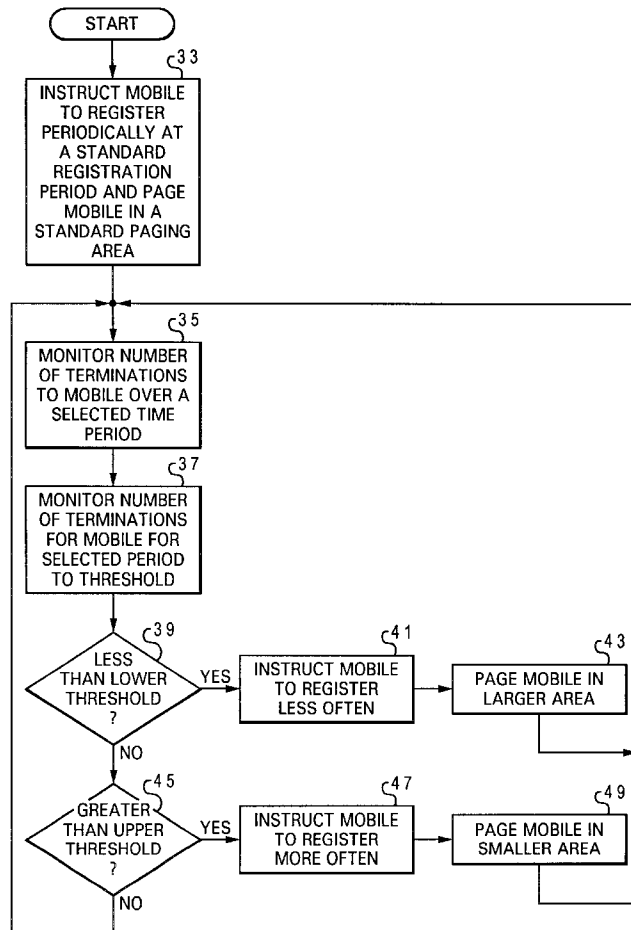 START
33
INSTRUCT MOBILE
TO REGISTER
PERIODICALLY AT
A STANDARD
REGISTRATION
PERIOD AND PAGE
MOBILE IN A
STANDARD PAGING
AREA
35
MONITOR NUMBER
OF TERMINATIONS
TO MOBILE OVER A
SELECTED TIME
PERIOD
37
MONITOR NUMBER
OF TERMINATIONS
FOR MOBILE FOR
SELECTED PERIOD
TO THRESHOLD
39
LESS
THAN LOWER
THRESHOLD
?
YES
NO
41
INSTRUCT MOBILE
TO REGISTER
LESS OFTEN
43
PAGE MOBILE IN
LARGER AREA
45
GREATER
THAN UPPER
THRESHOLD
?
YES
NO
47
INSTRUCT MOBILE
TO REGISTER
MORE OFTEN
49
PAGE MOBILE IN
SMALLER AREA